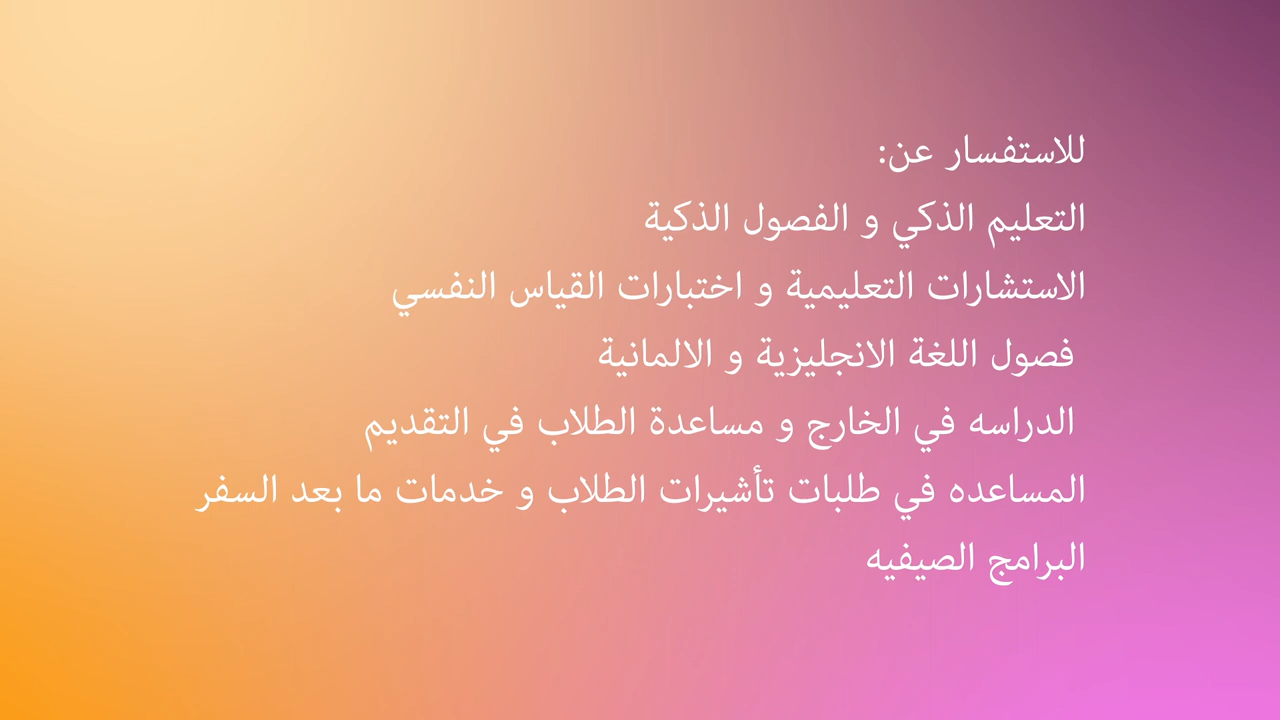 للاستفسار عن:
التعليم الذكي و الفصول الذكية
الاستشارات التعليمية و اختبارات القياس النفسي
فصول اللغة الانجليزية و الالمانية
الدراسه في الخارج و مساعدة الطلاب في التقديم
المساعده في طلبات تأشيرات الطلاب و خدمات ما بعد السفر
البرامج الصيفيه